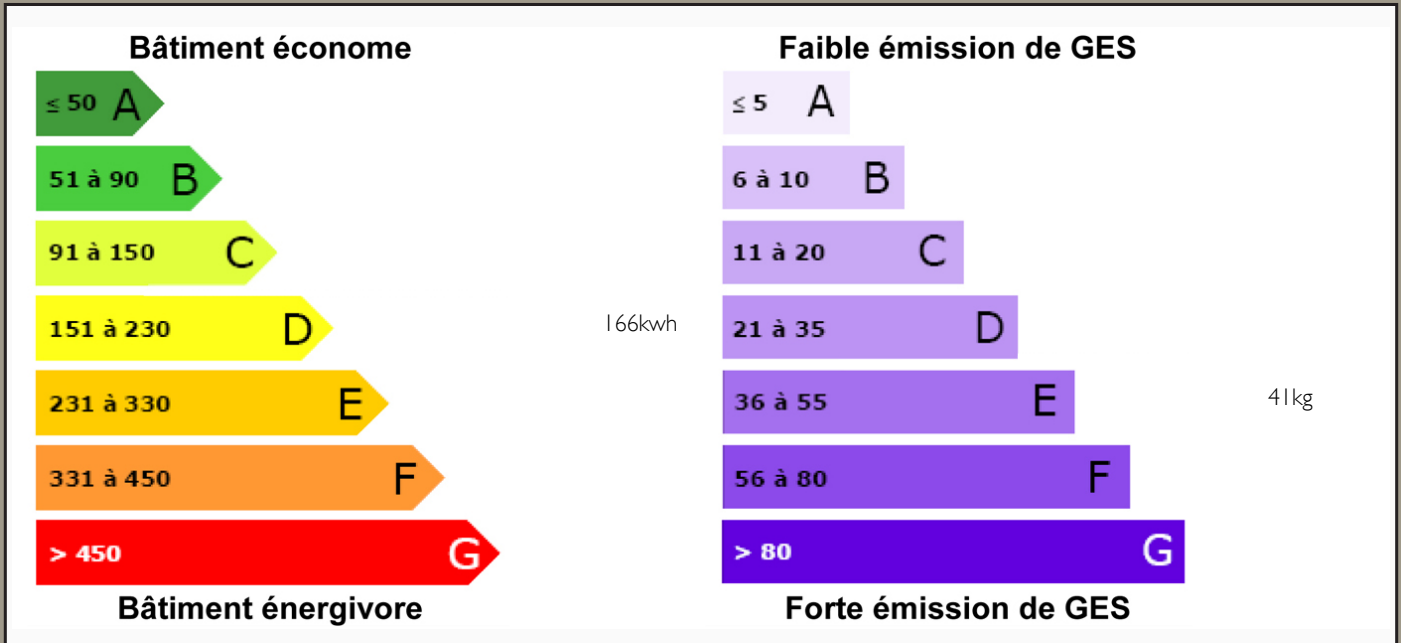 Bâtiment économe
≤ 50 A
51 à 90 B
91 à 150 C
151 à 230 D
166kwh
231 à 330 E
331 à 450 F
> 450 G
Bâtiment énergivore
Faible émission de GES
≤ 5 A
6 à 10 B
11 à 20 C
21 à 35 D
36 à 55 E
41kg
56 à 80 F
> 80 G
Forte émission de GES